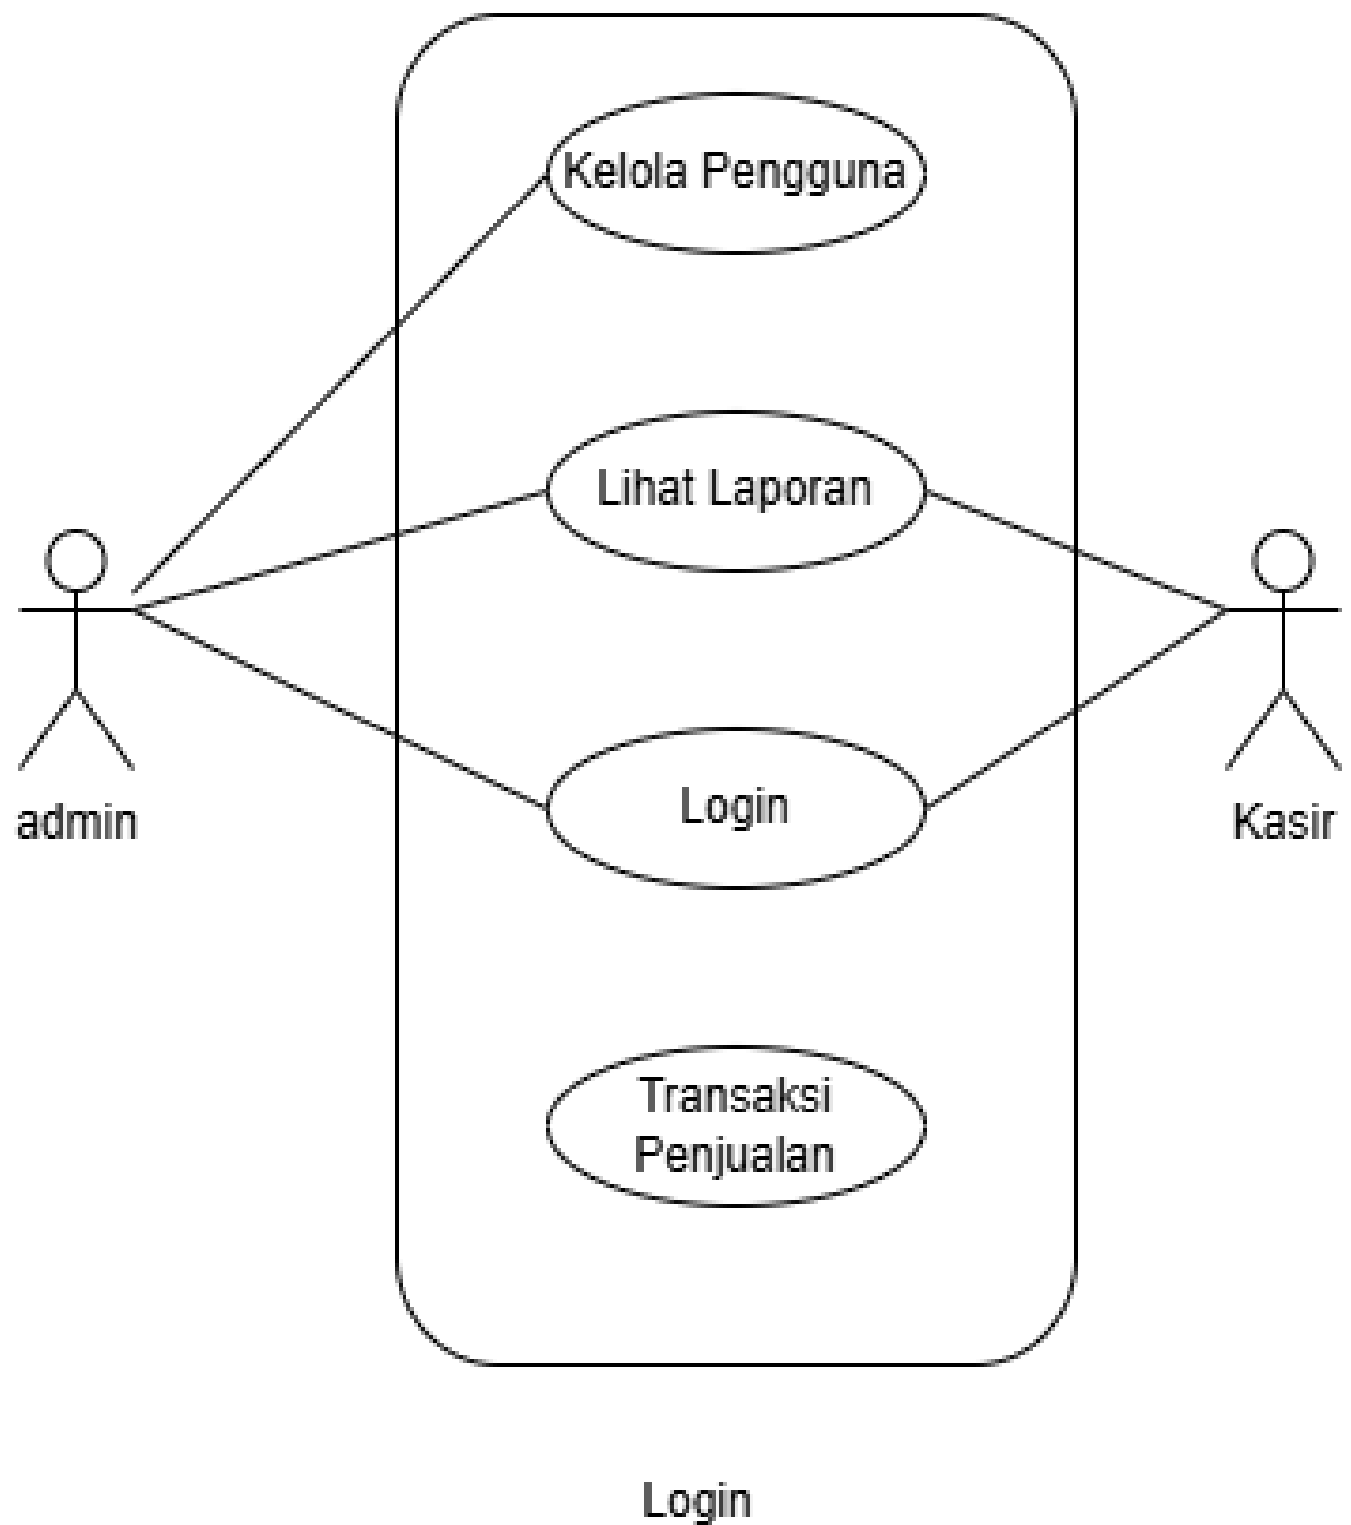 Kelola Pengguna
Lihat Laporan
Login
admin
Kasir
Transaksi
Penjualan
Login